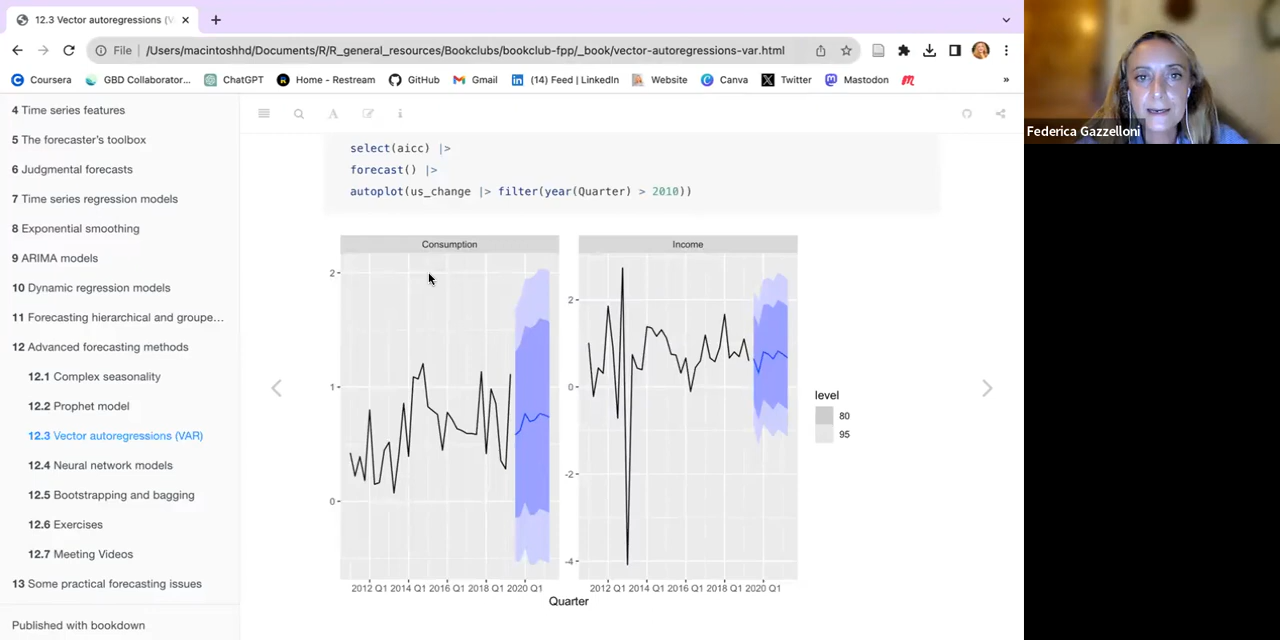 12.3 Vector autoregressions (V
File
/Users/macintoshhd/Documents/R/R_general_resources/Bookclubs/bookclub-fpp/_book/vector-autoregressions-var.html
Coursera
GBD Collaborator...
ChatGPT
Home - Restream
GitHub
Gmail
(14) Feed | LinkedIn
Website
Canva
Twitter
Mastodon
»
4 Time series features
5 The forecaster's toolbox
6 Judgmental forecasts
7 Time series regression models
8 Exponential smoothing
9 ARIMA models
10 Dynamic regression models
11 Forecasting hierarchical and groupe...
12 Advanced forecasting methods
12.1 Complex seasonality
12.2 Prophet model
12.3 Vector autoregressions (VAR)
12.4 Neural network models
12.5 Bootstrapping and bagging
12.6 Exercises
12.7 Meeting Videos
13 Some practical forecasting issues
Published with bookdown
select(aicc) |>
forecast() |>
autoplot(us_change |> filter(year(Quarter) > 2010))
Consumption
Income
2
1
0
2
0
-2
-4
2012 Q1 2014 Q1 2016 Q1 2018 Q1 2020 Q1
2012 Q1 2014 Q1 2016 Q1 2018 Q1 2020 Q1
Quarter
level
80
95
Federica Gazzelloni